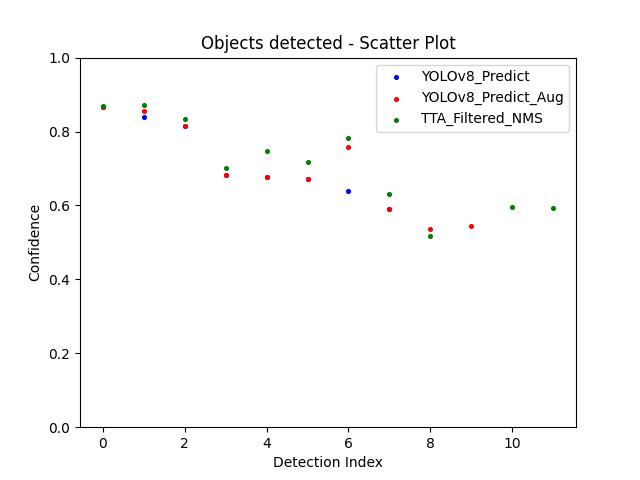 Objects detected - Scatter Plot
YOLOv8_Predict
YOLOv8_Predict_Aug
TTA_Filtered_NMS
Confidence
1.0
0.8
0.6
0.4
0.2
0.0
0 2 4 6 8 10
Detection Index